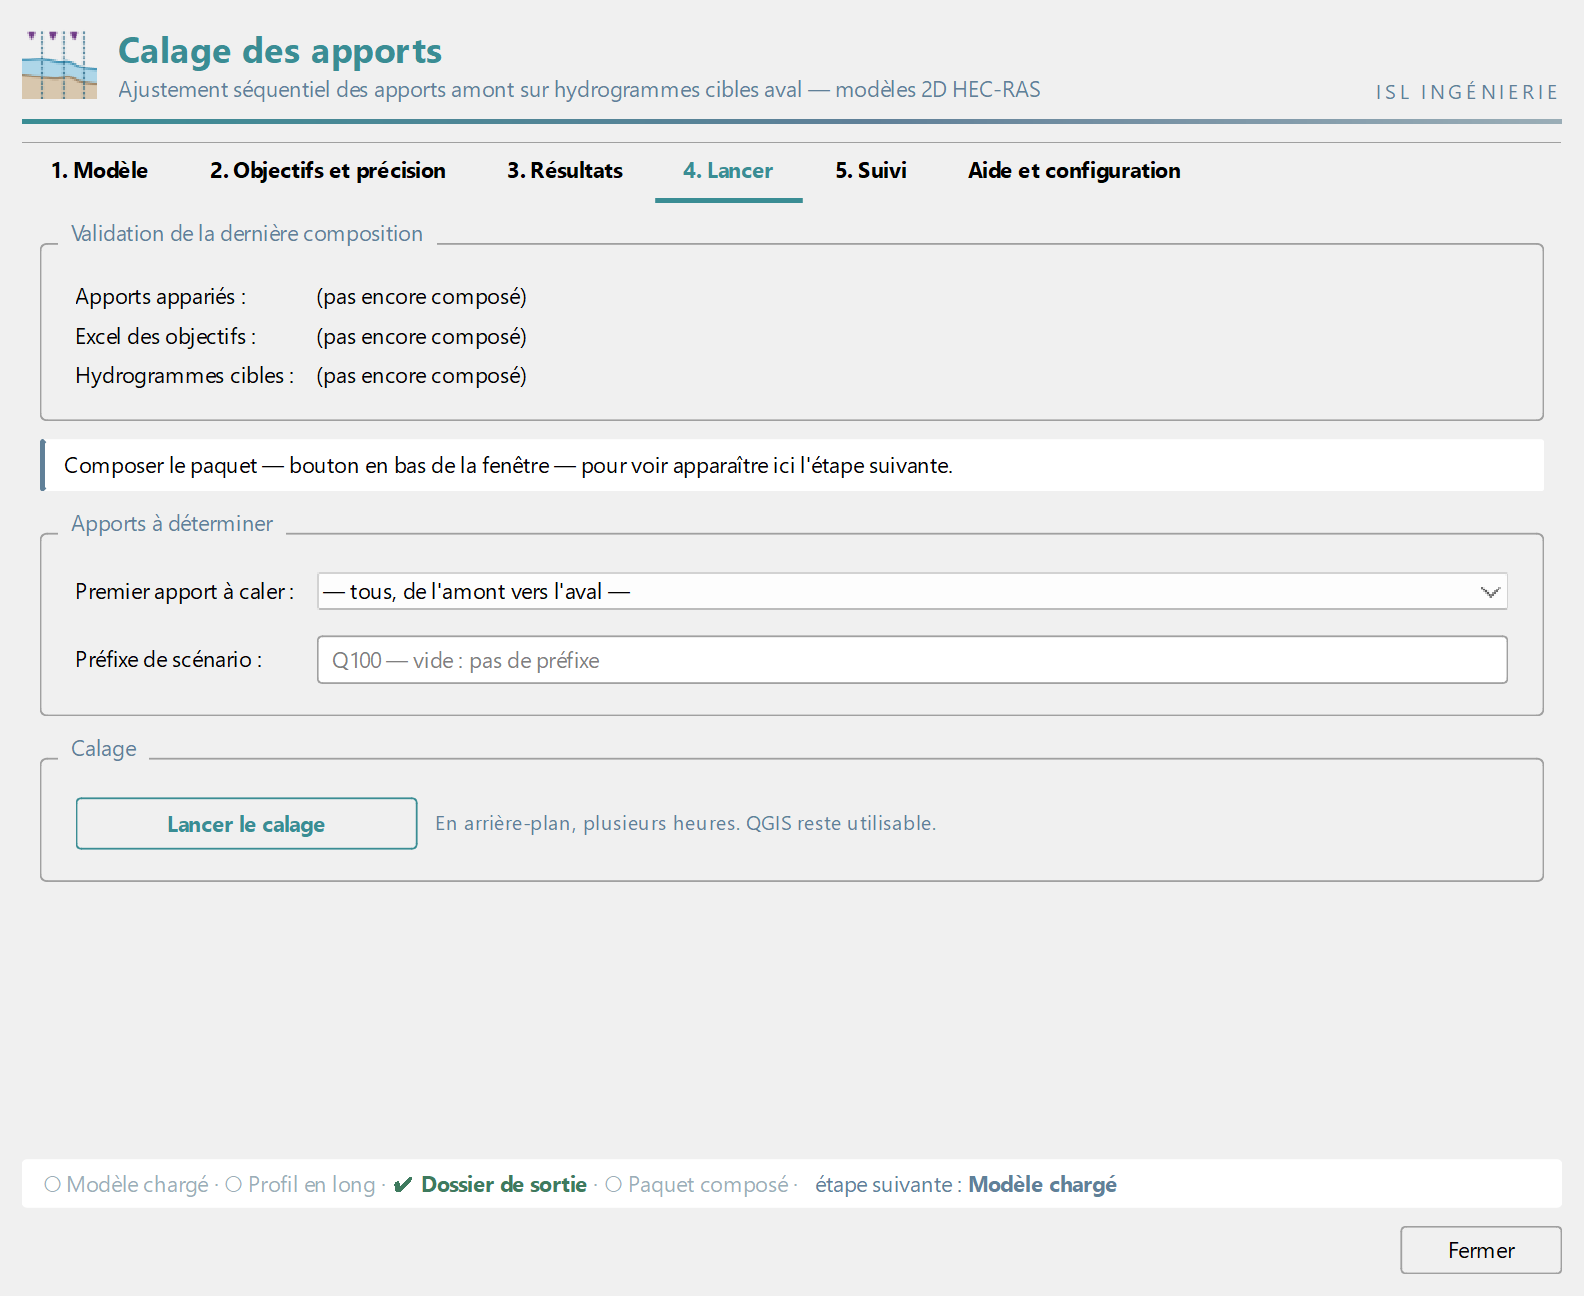 Calage des apports
Ajustement séquentiel des apports amont sur hydrogrammes cibles aval — modèles 2D HEC-RAS
ISL INGÉNIERIE
1. Modèle
2. Objectifs et précision
3. Résultats
4. Lancer
5. Suivi
Aide et configuration
Validation de la dernière composition
Apports appariés : (pas encore composé)
Excel des objectifs : (pas encore composé)
Hydrogrammes cibles : (pas encore composé)
Composer le paquet — bouton en bas de la fenêtre — pour voir apparaître ici l'étape suivante.
Apports à déterminer
Premier apport à caler : — tous, de l'amont vers l'aval —
Préfixe de scénario : Q100 — vide : pas de préfixe
Calage
Lancer le calage
En arrière-plan, plusieurs heures. QGIS reste utilisable.
○ Modèle chargé · ○ Profil en long · ✔ Dossier de sortie · ○ Paquet composé · étape suivante : Modèle chargé
Fermer